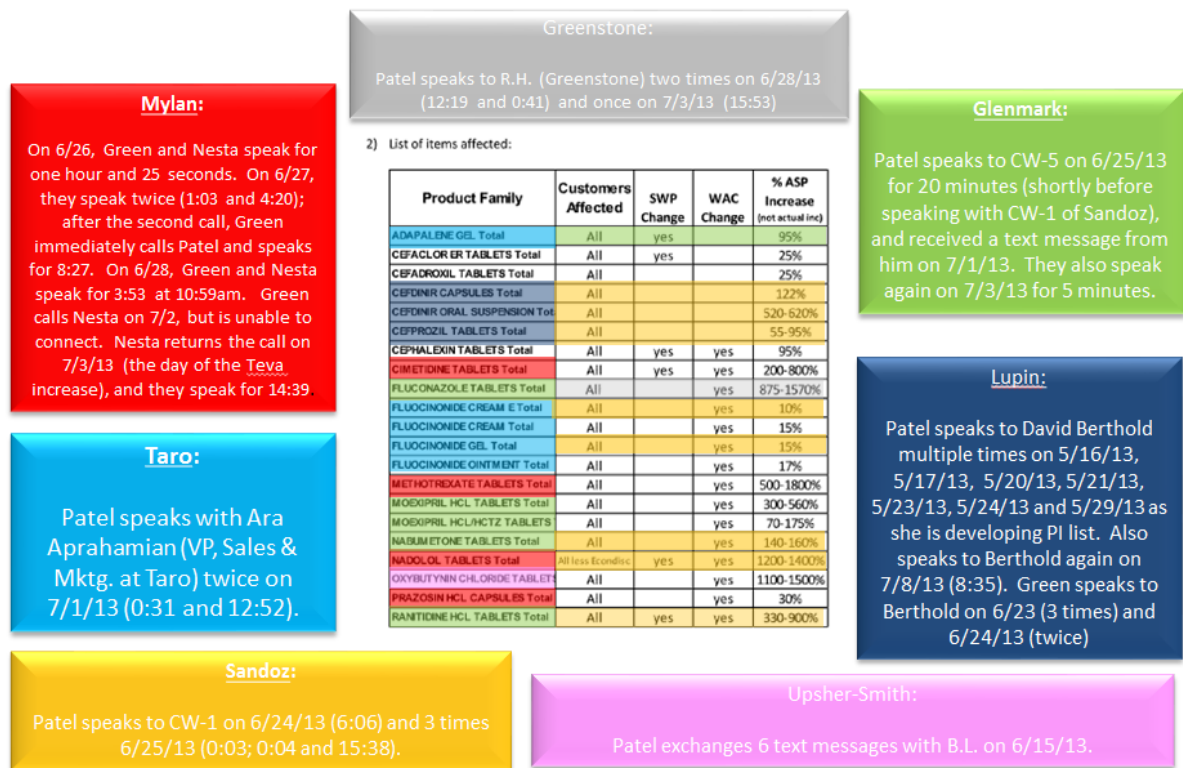 Greenstone:
Patel speaks to R.H. (Greenstone) two times on 6/28/13
(12:19 and 0:41) and once on 7/3/13 (15:53)
Mylan:
On 6/26, Green and Nesta speak for
one hour and 25 seconds. On 6/27,
they speak twice (1:03 and 4:20);
after the second call, Green
immediately calls Patel and speaks
for 8:27. On 6/28, Green and Nesta
speak for 3:53 at 10:59am. Green
calls Nesta on 7/2, but is unable to
connect. Nesta returns the call on
7/3/13 (the day of the Teva
increase), and they speak for 14:39.
Glenmark:
Patel speaks to CW-5 on 6/25/13
for 20 minutes (shortly before
speaking with CW-1 of Sandoz),
and received a text message from
him on 7/1/13. They also speak
again on 7/3/13 for 5 minutes.
2) List of items affected:
Product Family Customers Affected SWP Change WAC Change % ASP Increase (not actual inc)
ADAPALENE GEL Total All yes 95%
CEFACLOR ER TABLETS Total All yes 25%
CEFADROXIL TABLETS Total All 25%
CEFDINIR CAPSULES Total All 122%
CEFDINIR ORAL SUSPENSION Tot All 520-620%
CEFPROZIL TABLETS Total All 55-95%
CEPHALEXIN TABLETS Total All yes yes 95%
CIMETIDINE TABLETS Total All yes yes 200-800%
FLUCONAZOLE TABLETS Total All yes 875-1570%
FLUOCINONIDE CREAM E Total All yes 10%
FLUOCINONIDE CREAM Total All yes 15%
FLUOCINONIDE GEL Total All yes 15%
FLUOCINONIDE OINTMENT Total All yes 17%
METHOTREXATE TABLETS Total All yes 500-1800%
MOEXIPRIL HCL TABLETS Total All yes 300-560%
MOEXIPRIL HCL/HCTZ TABLETS All yes 70-175%
NABUMETONE TABLETS Total All yes 140-160%
NADOLOL TABLETS Total All less Econdisc yes yes 1200-1400%
OXYBUTYNIN CHLORIDE TABLETS All yes 1100-1500%
PRAZOSIN HCL CAPSULES Total All yes 30%
RANITIDINE HCL TABLETS Total All yes yes 330-900%
Taro:
Patel speaks with Ara
Aprahamian (VP, Sales &
Mktg. at Taro) twice on
7/1/13 (0:31 and 12:52).
Lupin:
Patel speaks to David Berthold
multiple times on 5/16/13,
5/17/13, 5/20/13, 5/21/13,
5/23/13, 5/24/13 and 5/29/13 as
she is developing PI list. Also
speaks to Berthold again on
7/8/13 (8:35). Green speaks to
Berthold on 6/23 (3 times) and
6/24/13 (twice)
Sandoz:
Patel speaks to CW-1 on 6/24/13 (6:06) and 3 times
6/25/13 (0:03; 0:04 and 15:38).
Upsher-Smith:
Patel exchanges 6 text messages with B.L. on 6/15/13.